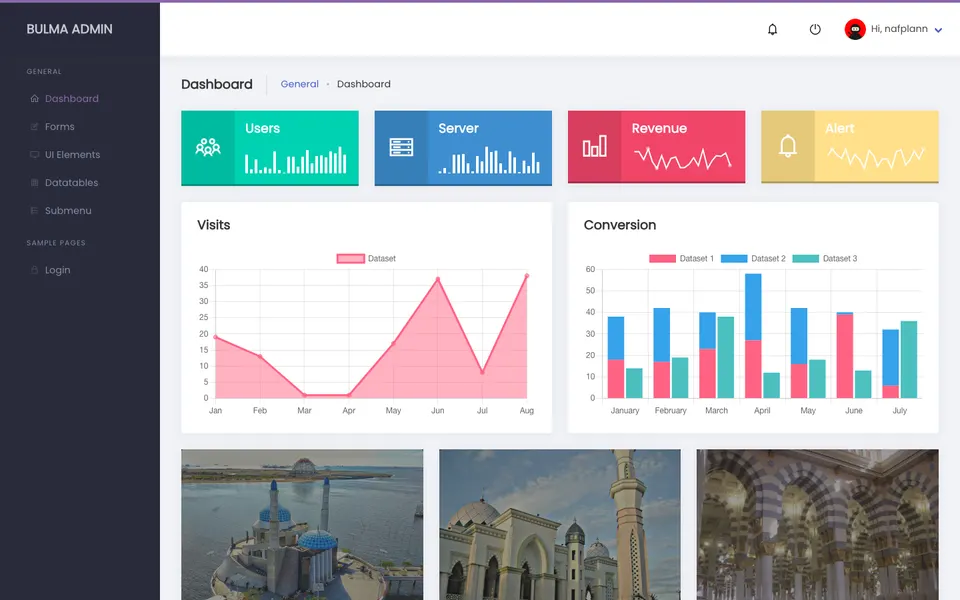 BULMA ADMIN
Hi, nafplann
GENERAL
Dashboard
Forms
UI Elements
Datatables
Submenu
SAMPLE PAGES
Login
Dashboard
General - Dashboard
Users
Server
Revenue
Alert
Visits
Dataset
40
35
30
25
20
15
10
5
0
Jan Feb Mar Apr May Jun Jul Aug
Conversion
Dataset 1 Dataset 2 Dataset 3
60
50
40
30
20
10
0
January February March April May June July